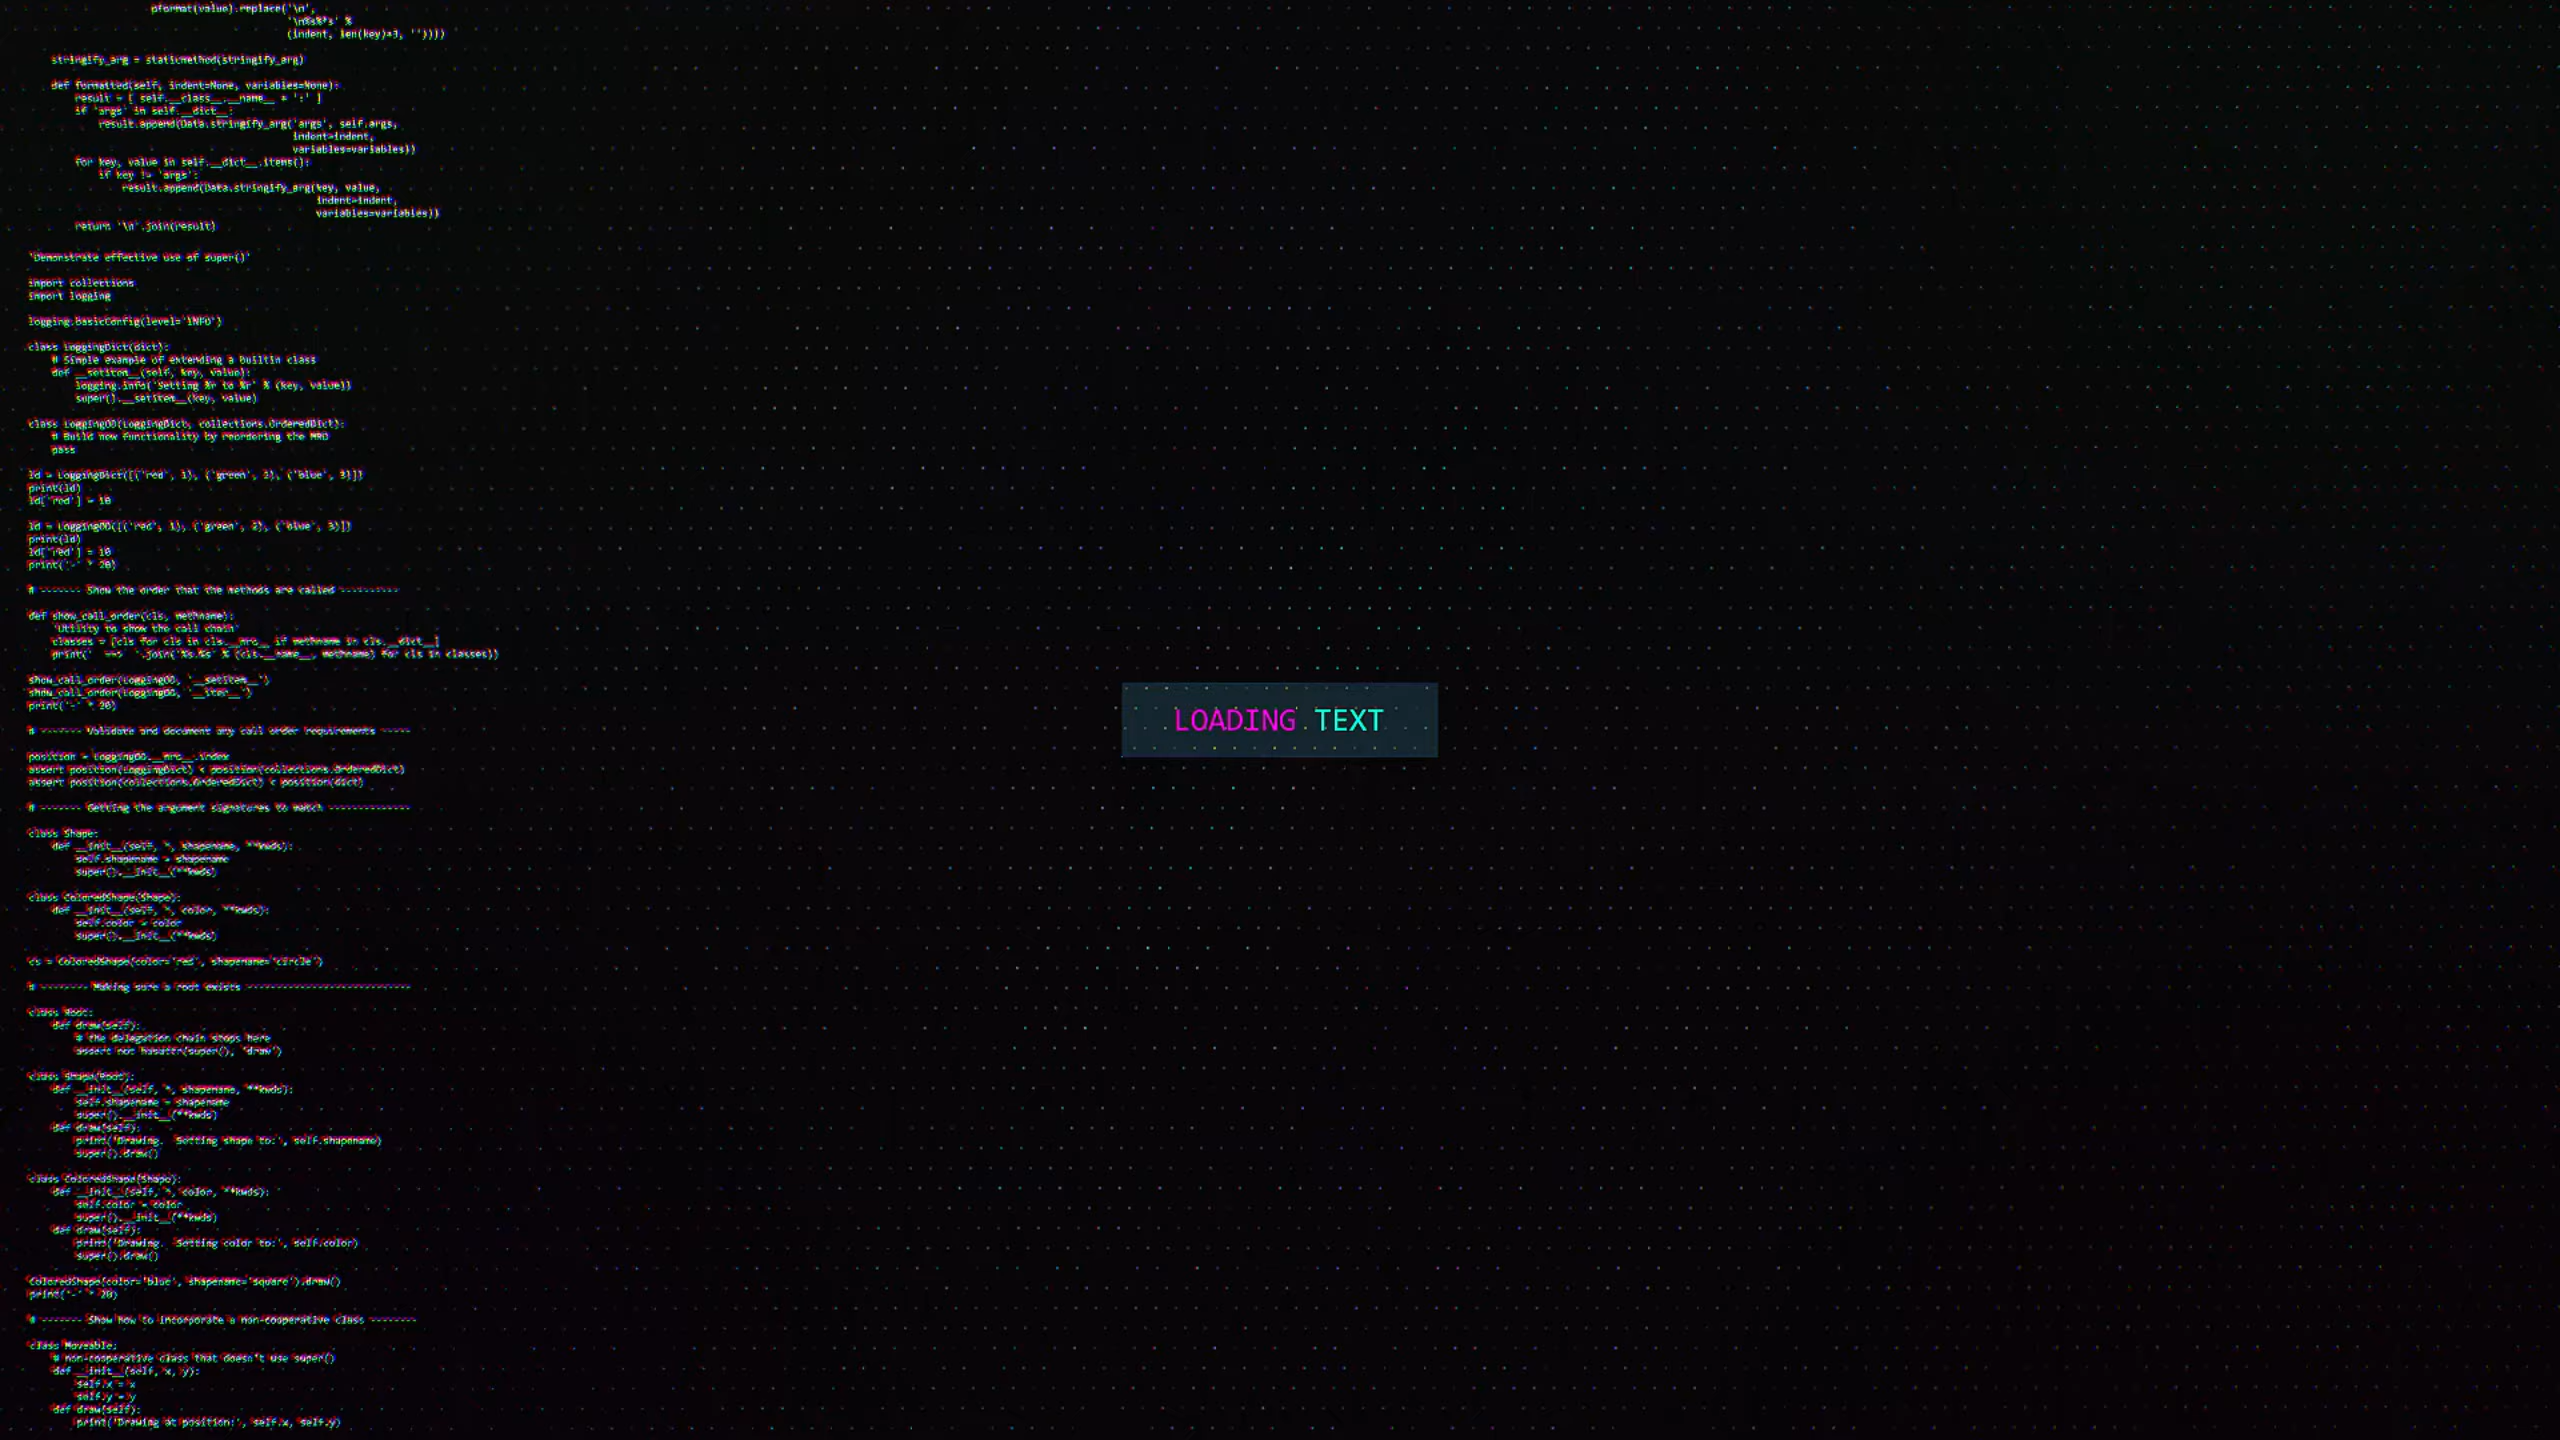 pformat(value).replace('\n',
'\n%s%*s' %
(indent, len(key)+3, ''))))
stringify_arg = staticmethod(stringify_arg)
def formatted(self, indent=None, variables=None):
result = [ self.__class__.__name__ + ':' ]
if 'args' in self.__dict__:
result.append(Data.stringify_arg('args', self.args,
indent=indent,
variables=variables))
for key, value in self.__dict__.items():
if key != 'args':
result.append(Data.stringify_arg(key, value,
indent=indent,
variables=variables))
return '\n'.join(result)
'Demonstrate effective use of super()'
import collections
import logging
logging.basicConfig(level='INFO')
class LoggingDict(dict):
# Simple example of extending a builtin class
def __setitem__(self, key, value):
logging.info('Setting %r to %r' % (key, value))
super().__setitem__(key, value)
class LoggingOD(LoggingDict, collections.OrderedDict):
# Build new functionality by reordering the MRO
pass
ld = LoggingDict([('red', 1), ('green', 2), ('blue', 3)])
print(ld)
ld['red'] = 10
ld = LoggingOD([('red', 1), ('green', 2), ('blue', 3)])
print(ld)
ld['red'] = 10
print('-' * 20)
# ------- Show the order that the methods are called ----------
def show_call_order(cls, methname):
'Utility to show the call chain'
classes = [cls for cls in cls.__mro__ if methname in cls.__dict__]
print('  ==>  '.join('%s.%s' % (cls.__name__, methname) for cls in classes))
show_call_order(LoggingOD, '__setitem__')
show_call_order(LoggingOD, '__iter__')
print('-' * 20)
# ------- Validate and document any call order requirements -----
position = LoggingOD.__mro__.index
assert position(LoggingDict) < position(collections.OrderedDict)
assert position(collections.OrderedDict) < position(dict)
# ------- Getting the argument signatures to match --------------
class Shape:
def __init__(self, *, shapename, **kwds):
self.shapename = shapename
super().__init__(**kwds)
class ColoredShape(Shape):
def __init__(self, *, color, **kwds):
self.color = color
super().__init__(**kwds)
cs = ColoredShape(color='red', shapename='circle')
# -------- Making sure a root exists ----------------------------
class Root:
def draw(self):
# the delegation chain stops here
assert not hasattr(super(), 'draw')
class Shape(Root):
def __init__(self, *, shapename, **kwds):
self.shapename = shapename
super().__init__(**kwds)
def draw(self):
print('Drawing.  Setting shape to:', self.shapename)
super().draw()
class ColoredShape(Shape):
def __init__(self, *, color, **kwds):
self.color = color
super().__init__(**kwds)
def draw(self):
print('Drawing.  Setting color to:', self.color)
super().draw()
ColoredShape(color='blue', shapename='square').draw()
print('-' * 20)
# ------- Show how to incorporate a non-cooperative class --------
class Moveable:
# non-cooperative class that doesn't use super()
def __init__(self, x, y):
self.x = x
self.y = y
def draw(self):
print('Drawing at position:', self.x, self.y)
LOADING TEXT